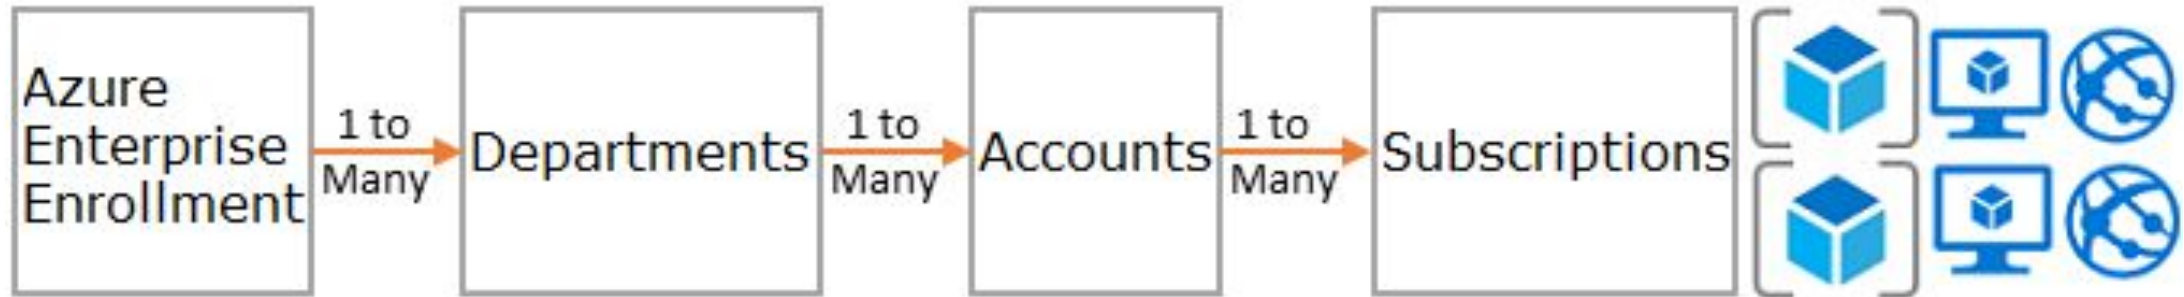 Azure
Enterprise
Enrollment
1 to
Many
Departments
1 to
Many
Accounts
1 to
Many
Subscriptions